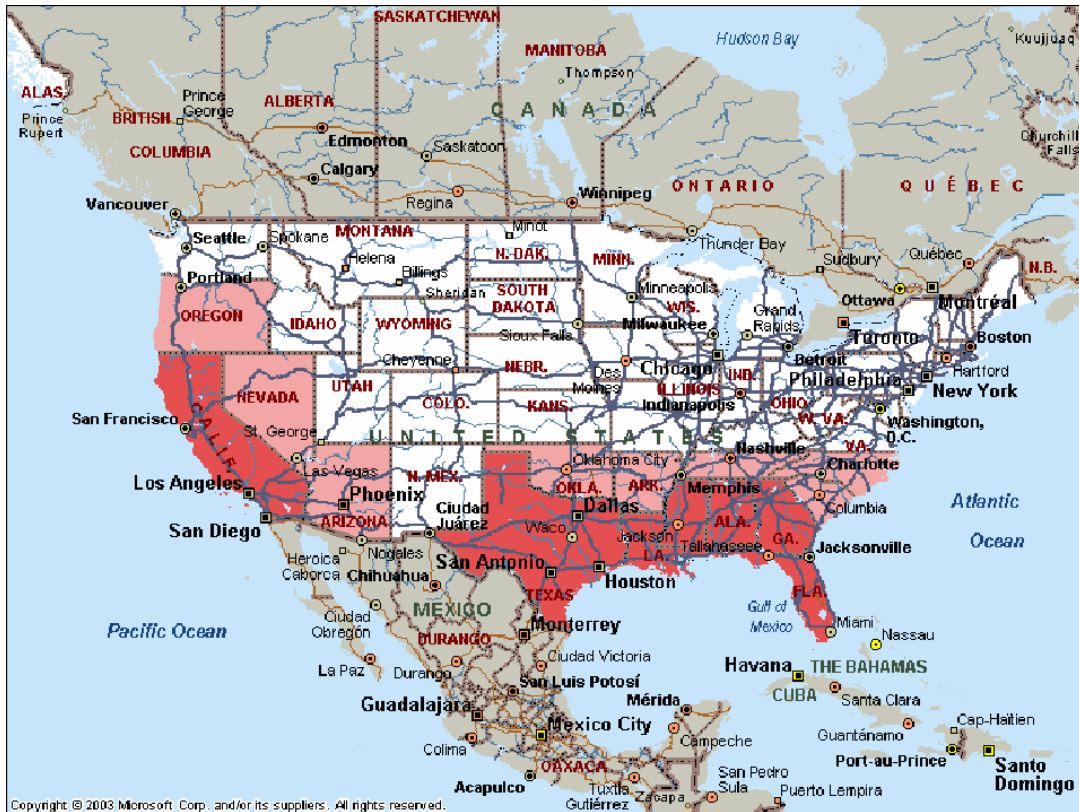 SASKATCHEWAN
Hudson Bay
Kuujjuaq
MANITOBA
Thompson
ALAS.
Prince
George
ALBERTA
CANADA
Prince
Rupert
BRITISH
COLUMBIA
Edmonton
Saskatoon
Churchill
Falls
Calgary
Regina
Winnipeg
ONTARIO
QUÉBEC
Vancouver
Seattle
Spokane
MONTANA
Minot
Thunder Bay
Sudbury
Québec
N.B.
Helena
Billings
N. DAK.
MINN.
Portland
Ottawa
Montréal
OREGON
IDAHO
WYOMING
Sheridan
SOUTH
DAKOTA
Minneapolis
WIS.
Grand
Rapids
Toronto
Boston
Sioux Falls
Milwaukee
Cheyenne
NEBR.
Des
Moines
Chicago
Detroit
Hartford
NEVADA
UTAH
COLO.
KANS.
ILLINOIS
IND.
Indianapolis
OHIO
Philadelphia
New York
W. VA.
San Francisco
CALIF.
St. George
UNITED STATES
VA.
Washington,
D.C.
Las Vegas
N. MEX.
Oklahoma City
Nashville
Charlotte
Los Angeles
Phoenix
OKLA.
ARR.
Memphis
Columbia
Atlantic
Ocean
San Diego
ARIZONA
Ciudad
Juárez
Dallas
Waco
Jackson
ALA.
GA.
Tallahassee
Jacksonville
Heroica
Caborca
Nogales
Chihuahua
San Antonio
Houston
LA.
TEXAS
FLA.
Pacific Ocean
Ciudad
Obregón
MEXICO
Monterrey
Gulf of
Mexico
Miami
Nassau
DURANGO
La Paz
Durango
Ciudad Victoria
Havana
THE BAHAMAS
San Luis Potosí
CUBA
Santa Clara
Guadalajara
Mérida
Mexico City
Campeche
Guantánamo
Cap-Haïtien
Colima
Port-au-Prince
Santo
Domingo
OAXACA
Acapulco
Tuxtla
Gutiérrez
Zacapa
San Pedro
Sula
Puerto Lempira
Copyright © 2003 Microsoft Corp. and/or its suppliers. All rights reserved.